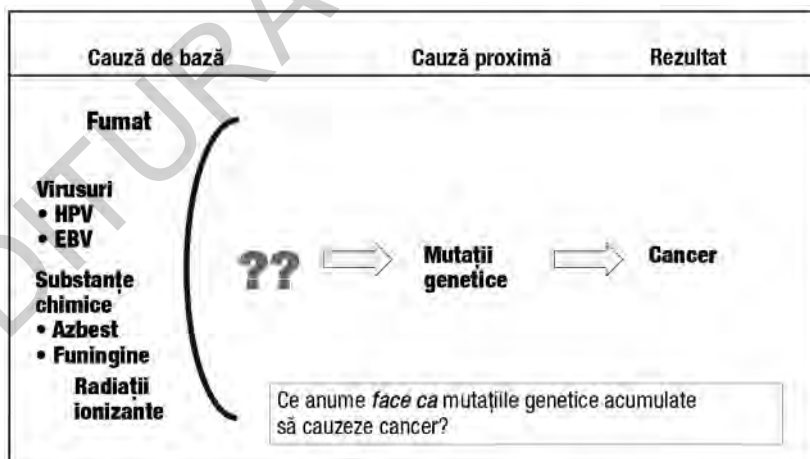 EDITURA
Cauză de bază Cauză proximă Rezultat
Fumat
Virusuri
• HPV
• EBV
Substanțe
chimice
• Azbest
• Funingine
Radiații
ionizante
??
Mutații
genetice
Cancer
Ce anume face ca mutațiile genetice acumulate
să cauzeze cancer?